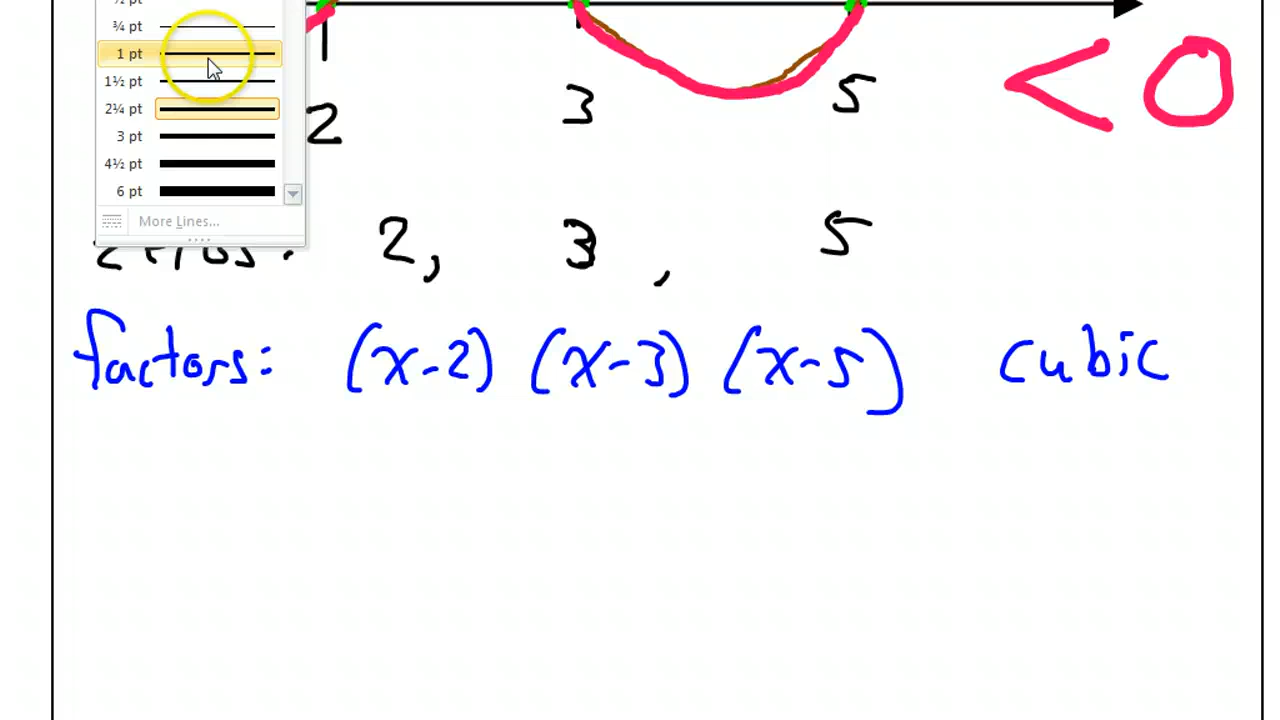 ½ pt
¾ pt
1 pt
1½ pt
2¼ pt
3 pt
4½ pt
6 pt
More Lines...
< 0
2 3 5
2, 3, 5
factors: (x-2) (x-3) (x-5) cubic